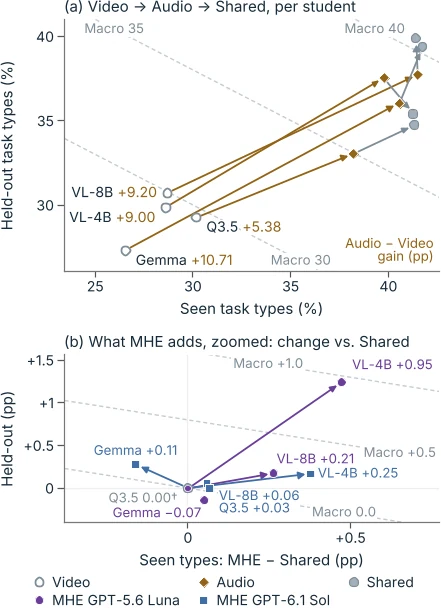 (a) Video → Audio → Shared, per student
Macro 35
Macro 40
40
35
30
Held-out task types (%)
VL-8B +9.20
VL-4B +9.00
Q3.5 +5.38
Gemma +10.71
Macro 30
Audio − Video
gain (pp)
25
30
35
40
Seen task types (%)
(b) What MHE adds, zoomed: change vs. Shared
+1.5
+1.0
+0.5
0
Held-out (pp)
Macro +1.0
VL-4B +0.95
Macro +0.5
Gemma +0.11
VL-8B +0.21
VL-4B +0.25
Q3.5 0.00†
VL-8B +0.06
Gemma −0.07
Q3.5 +0.03
Macro 0.0
0
+0.5
Seen types: MHE − Shared (pp)
Video
Audio
Shared
MHE GPT-5.6 Luna
MHE GPT-6.1 Sol